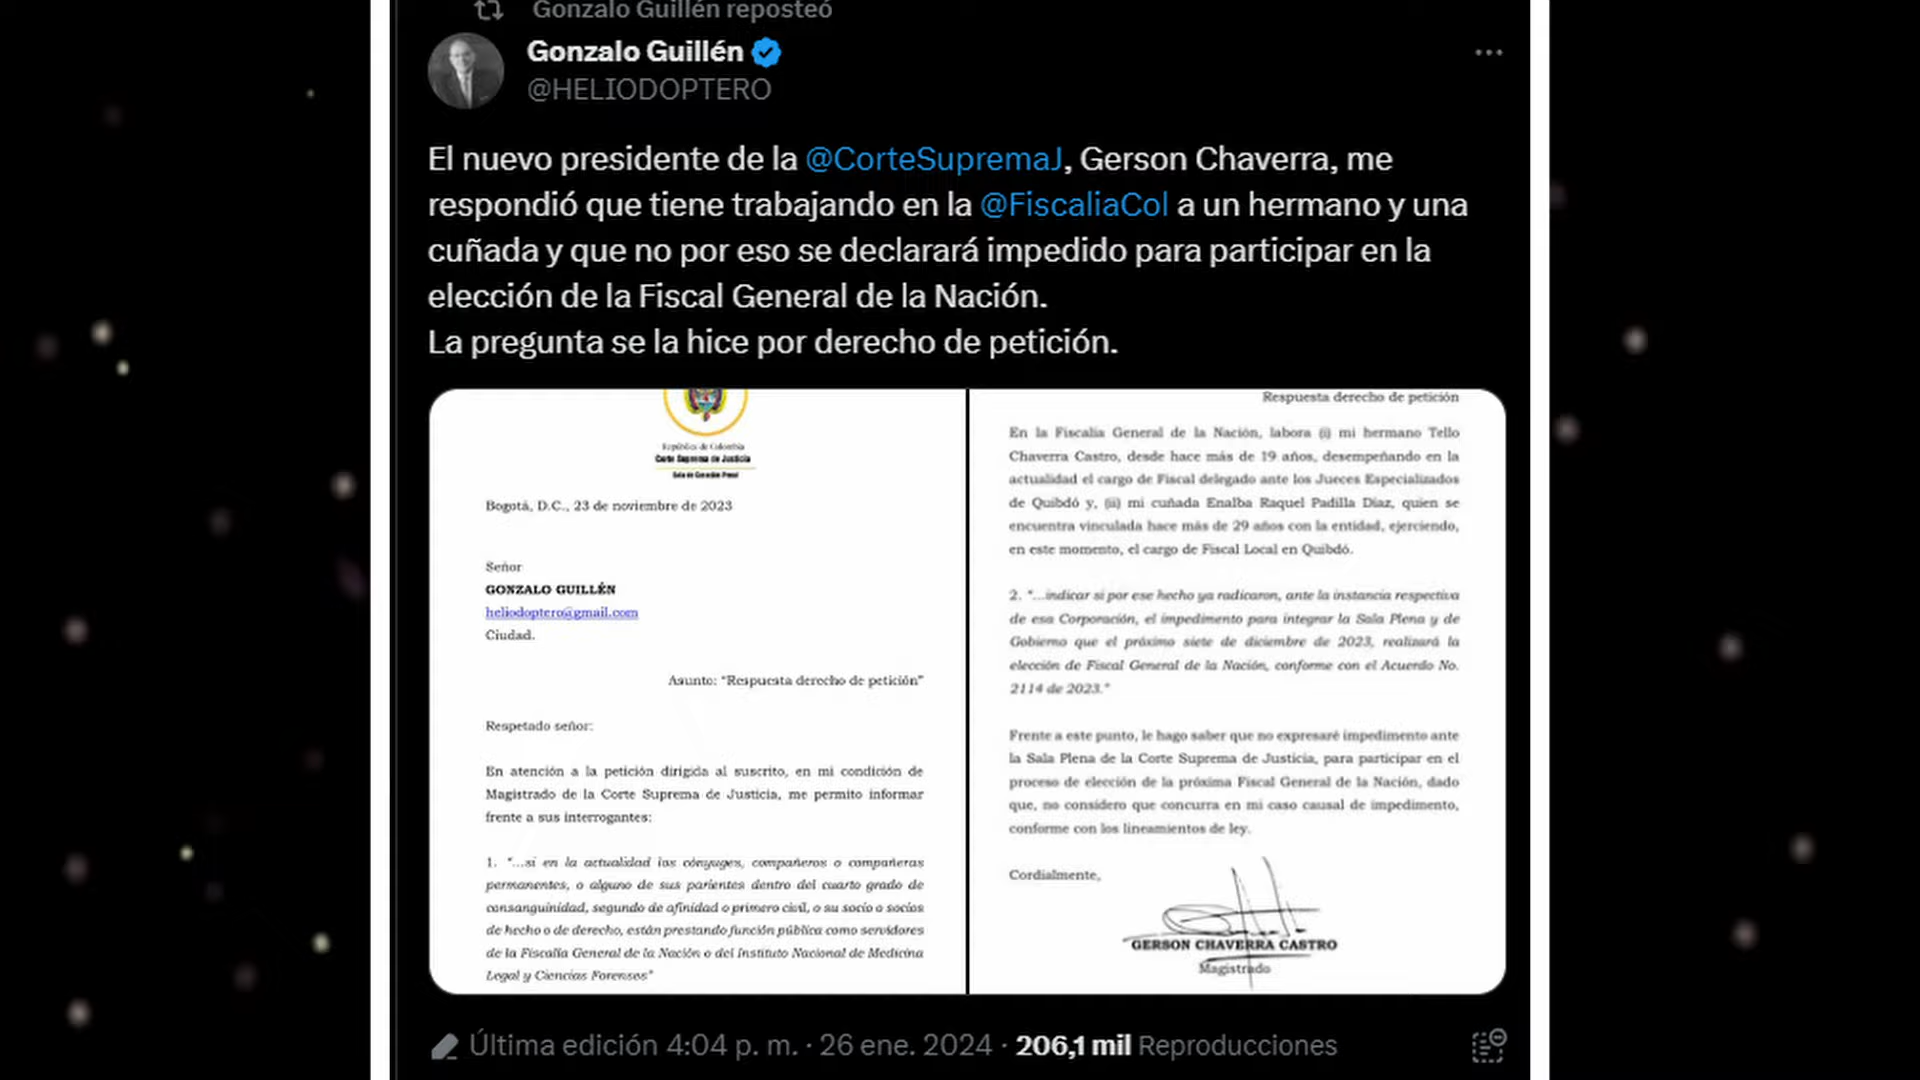 Gonzalo Guillén reposteó
Gonzalo Guillén
@HELIODOPTERO
El nuevo presidente de la @CorteSupremaJ, Gerson Chaverra, me
respondió que tiene trabajando en la @FiscaliaCol a un hermano y una
cuñada y que no por eso se declarará impedido para participar en la
elección de la Fiscal General de la Nación.
La pregunta se la hice por derecho de petición.
República de Colombia
Corte Suprema de Justicia
Sala de Casación Penal
Bogotá, D.C., 23 de noviembre de 2023
Señor
GONZALO GUILLÉN
heliodoptero@gmail.com
Ciudad.
Asunto: “Respuesta derecho de petición”
Respetado señor:
En atención a la petición dirigida al suscrito, en mi condición de
Magistrado de la Corte Suprema de Justicia, me permito informar
frente a sus interrogantes:
1. “...si en la actualidad los cónyuges, compañeros o compañeras
permanentes, o alguno de sus parientes dentro del cuarto grado de
consanguinidad, segundo de afinidad o primero civil, o su socio o socios
de hecho o de derecho, están prestando función pública como servidores
de la Fiscalía General de la Nación o del Instituto Nacional de Medicina
Legal y Ciencias Forenses”
Respuesta derecho de petición
En la Fiscalía General de la Nación, labora (i) mi hermano Tello
Chaverra Castro, desde hace más de 19 años, desempeñando en la
actualidad el cargo de Fiscal delegado ante los Jueces Especializados
de Quibdó y, (ii) mi cuñada Enalba Raquel Padilla Díaz, quien se
encuentra vinculada hace más de 29 años con la entidad, ejerciendo,
en este momento, el cargo de Fiscal Local en Quibdó.
2. “...indicar si por ese hecho ya radicaron, ante la instancia respectiva
de esa Corporación, el impedimento para integrar la Sala Plena y de
Gobierno que el próximo siete de diciembre de 2023, realizará la
elección de Fiscal General de la Nación, conforme con el Acuerdo No.
2114 de 2023.”
Frente a este punto, le hago saber que no expresaré impedimento ante
la Sala Plena de la Corte Suprema de Justicia, para participar en el
proceso de elección de la próxima Fiscal General de la Nación, dado
que, no considero que concurra en mi caso causal de impedimento,
conforme con los lineamientos de ley.
Cordialmente,
GERSON CHAVERRA CASTRO
Magistrado
Última edición 4:04 p. m. · 26 ene. 2024 · 206,1 mil Reproducciones